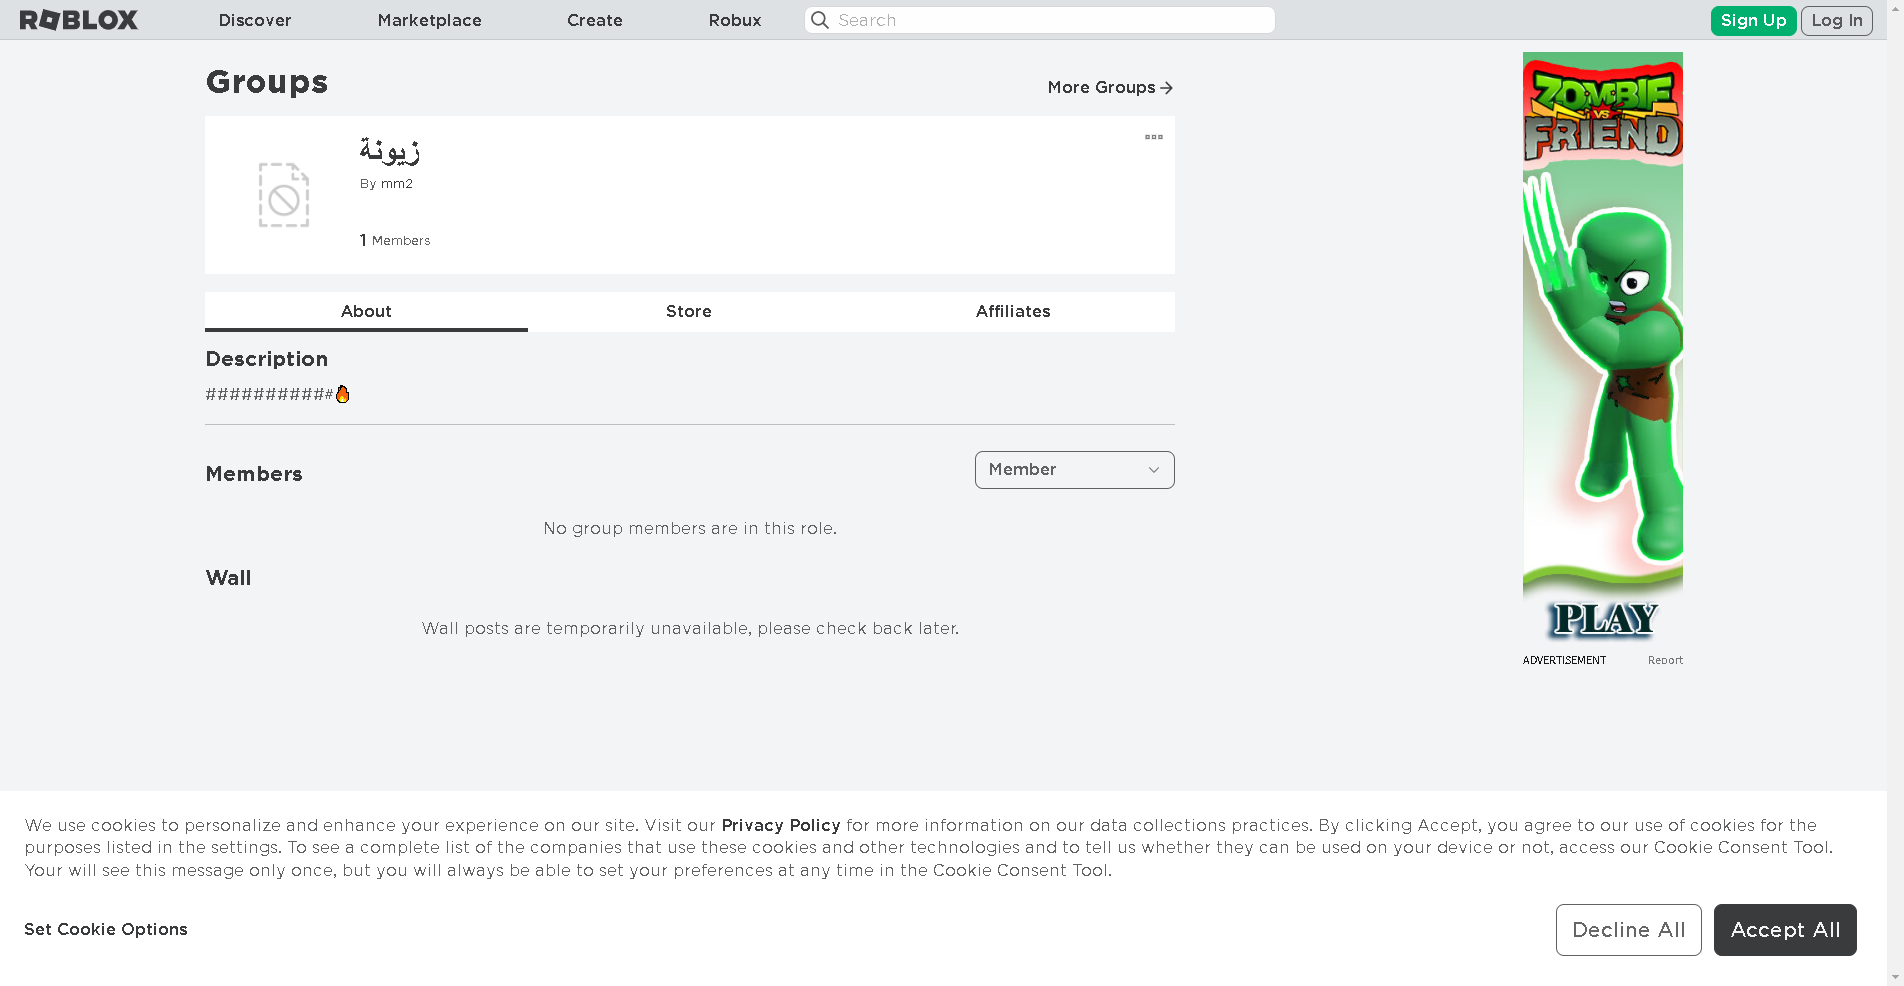 ROBLOX
Discover
Marketplace
Create
Robux
Search
Sign Up
Log In
Groups
More Groups
زيونة
By mm2
1 Members
About
Store
Affiliates
Description
###########🔥
Members
Member
No group members are in this role.
Wall
Wall posts are temporarily unavailable, please check back later.
ZOMBIE
VS
FRIEND
PLAY
ADVERTISEMENT
Report
We use cookies to personalize and enhance your experience on our site. Visit our Privacy Policy for more information on our data collections practices. By clicking Accept, you agree to our use of cookies for the
purposes listed in the settings. To see a complete list of the companies that use these cookies and other technologies and to tell us whether they can be used on your device or not, access our Cookie Consent Tool.
Your will see this message only once, but you will always be able to set your preferences at any time in the Cookie Consent Tool.
Set Cookie Options
Decline All
Accept All